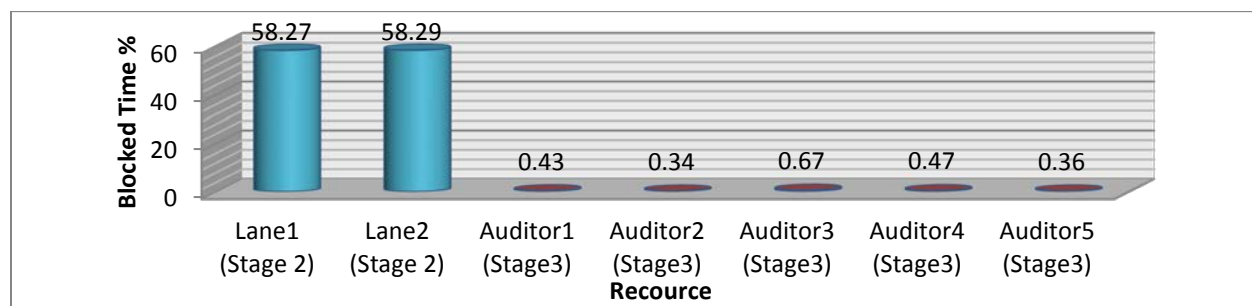 Blocked Time %
60
40
20
0
58.27
58.29
0.43
0.34
0.67
0.47
0.36
Lane1
(Stage 2)
Lane2
(Stage 2)
Auditor1
(Stage3)
Auditor2
(Stage3)
Auditor3
(Stage3)
Auditor4
(Stage3)
Auditor5
(Stage3)
Recource